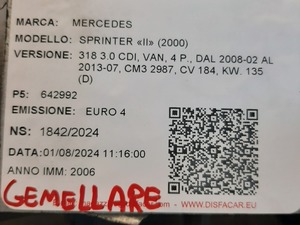 MARCA: MERCEDES
MODELLO: SPRINTER «II» (2000)
VERSIONE: 318 3.0 CDI, VAN, 4 P., DAL 2008-02 AL
2013-07, CM3 2987, CV 184, KW. 135
(D)
P5: 642992
EMISSIONE: EURO 4
NS: 1842/2024
DATA: 01/08/2024 11:16:00
ANNO IMM: 2006
GEMELLARE
WWW.DISFACAR.EU